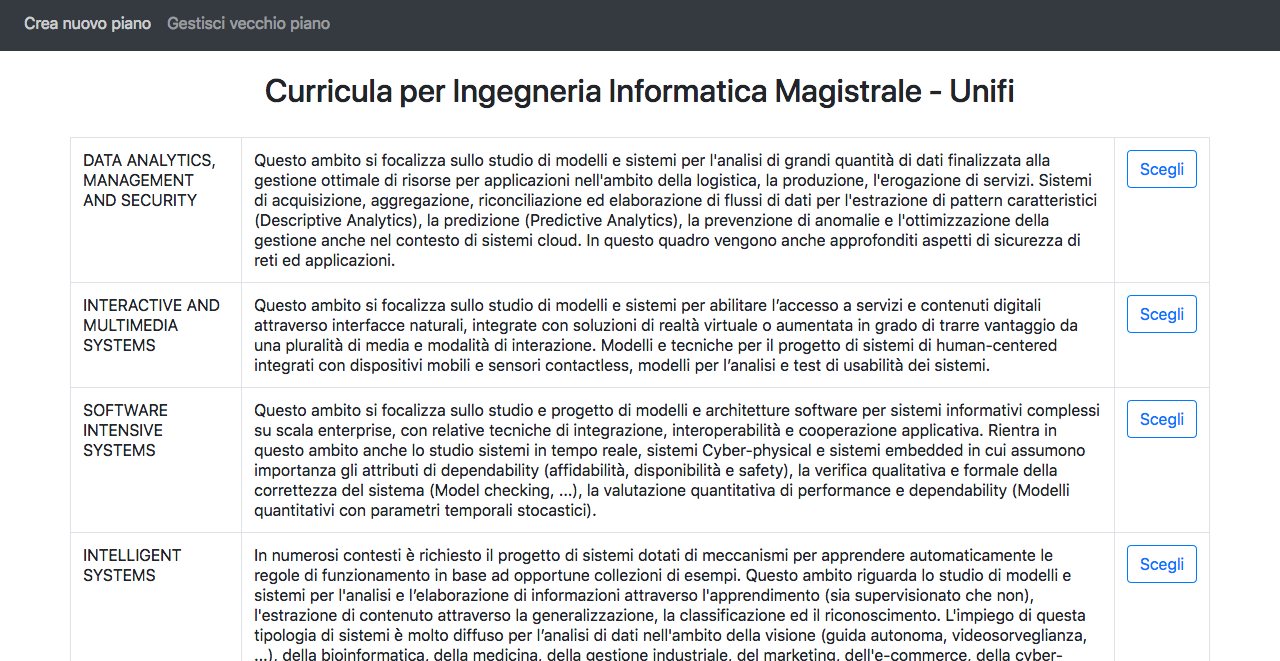 Crea nuovo piano Gestisci vecchio piano
Curricula per Ingegneria Informatica Magistrale - Unifi
DATA ANALYTICS,
MANAGEMENT
AND SECURITY
Questo ambito si focalizza sullo studio di modelli e sistemi per l'analisi di grandi quantità di dati finalizzata alla
gestione ottimale di risorse per applicazioni nell'ambito della logistica, la produzione, l'erogazione di servizi. Sistemi
di acquisizione, aggregazione, riconciliazione ed elaborazione di flussi di dati per l'estrazione di pattern caratteristici
(Descriptive Analytics), la predizione (Predictive Analytics), la prevenzione di anomalie e l'ottimizzazione della
gestione anche nel contesto di sistemi cloud. In questo quadro vengono anche approfonditi aspetti di sicurezza di
reti ed applicazioni.
Scegli
INTERACTIVE AND
MULTIMEDIA
SYSTEMS
Questo ambito si focalizza sullo studio di modelli e sistemi per abilitare l’accesso a servizi e contenuti digitali
attraverso interfacce naturali, integrate con soluzioni di realtà virtuale o aumentata in grado di trarre vantaggio da
una pluralità di media e modalità di interazione. Modelli e tecniche per il progetto di sistemi di human-centered
integrati con dispositivi mobili e sensori contactless, modelli per l’analisi e test di usabilità dei sistemi.
Scegli
SOFTWARE
INTENSIVE
SYSTEMS
Questo ambito si focalizza sullo studio e progetto di modelli e architetture software per sistemi informativi complessi
su scala enterprise, con relative tecniche di integrazione, interoperabilità e cooperazione applicativa. Rientra in
questo ambito anche lo studio sistemi in tempo reale, sistemi Cyber-physical e sistemi embedded in cui assumono
importanza gli attributi di dependability (affidabilità, disponibilità e safety), la verifica qualitativa e formale della
correttezza del sistema (Model checking, ...), la valutazione quantitativa di performance e dependability (Modelli
quantitativi con parametri temporali stocastici).
Scegli
INTELLIGENT
SYSTEMS
In numerosi contesti è richiesto il progetto di sistemi dotati di meccanismi per apprendere automaticamente le
regole di funzionamento in base ad opportune collezioni di esempi. Questo ambito riguarda lo studio di modelli e
sistemi per l'analisi e l’elaborazione di informazioni attraverso l'apprendimento (sia supervisionato che non),
l'estrazione di contenuto attraverso la generalizzazione, la classificazione ed il riconoscimento. L'impiego di questa
tipologia di sistemi è molto diffuso per l’analisi di dati nell'ambito della visione (guida autonoma, videosorveglianza,
...), della bioinformatica, della medicina, della gestione industriale, del marketing, dell'e-commerce, della cyber-
Scegli